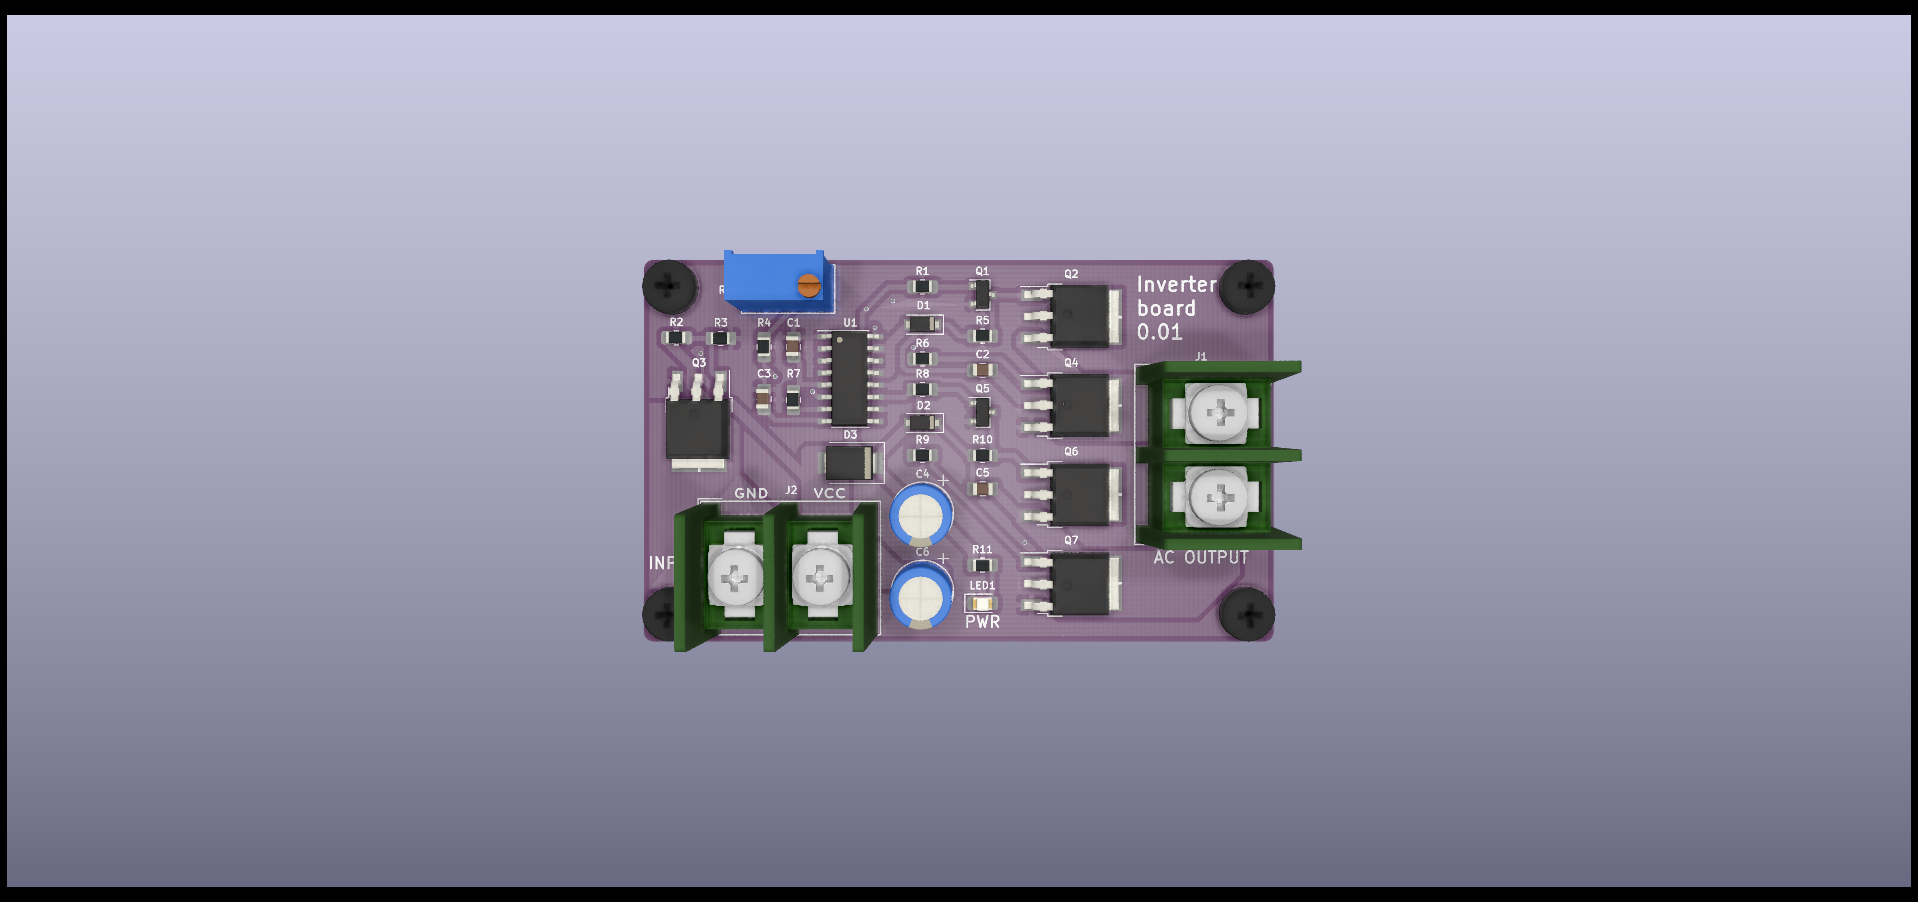 R1
Q1
Q2
Inverter
board
0.01
D1
R2
R3
R4
C1
U1
R5
R6
C2
J1
Q3
Q4
C3
R7
R8
Q5
D2
D3
R9
R10
Q6
C4
+
C5
GND
J2
VCC
Q7
C6
+
R11
AC OUTPUT
LED1
PWR